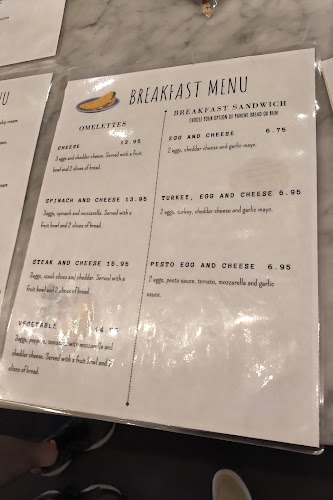 BREAKFAST MENU
OMELETTES
CHEEZE 12.95
3 eggs and cheddar cheese. Served with a fruit
bowl and 2 slices of bread.
SPINACH AND CHEESE 13.95
3eggs, spinach and mozzarella. Served with a
fruit bowl and 2 slices of bread.
STEAK AND CHEESE 15.95
3eggs, steak slices and cheddar. Served with a
fruit bowl and 2 slices of bread.
VEGETABLE
3eggs, tomatoes, with mozzarella and
cheddar cheese. Served with a fruit bowl and 2
slices of bread.
BREAKFAST SANDWICH
CHOOSE YOUR OPTION OF PANINI BREAD OR BUN
EGG AND CHEESE 6.75
2 eggs, cheddar cheese and garlic mayo.
TURKEY, EGG AND CHEESE 6.95
2 eggs, turkey, cheddar cheese and garlic mayo.
PESTO EGG AND CHEESE 6.95
2 eggs, pesto sauce, tomato, mozzarella and garlic
sauce.